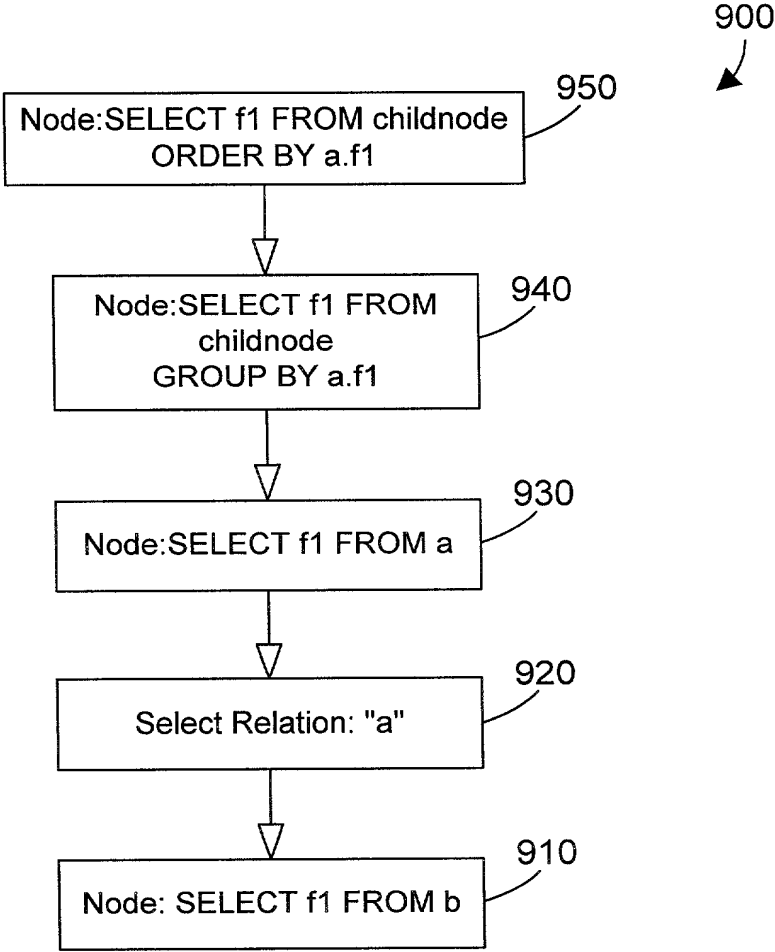 900
950
Node:SELECT f1 FROM childnode
ORDER BY a.f1
940
Node:SELECT f1 FROM
childnode
GROUP BY a.f1
930
Node:SELECT f1 FROM a
920
Select Relation: "a"
910
Node: SELECT f1 FROM b